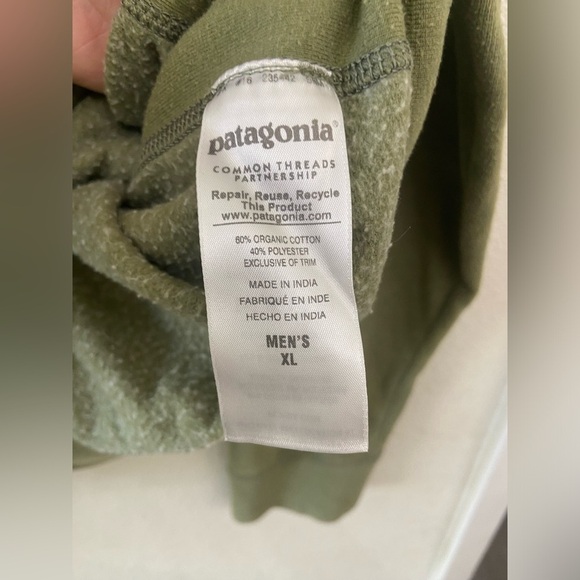 patagonia®
COMMON THREADS
PARTNERSHIP
Repair, Reuse, Recycle
This Product
www.patagonia.com
60% ORGANIC COTTON
40% POLYESTER
EXCLUSIVE OF TRIM
MADE IN INDIA
FABRIQUÉ EN INDE
HECHO EN INDIA
MEN'S
XL